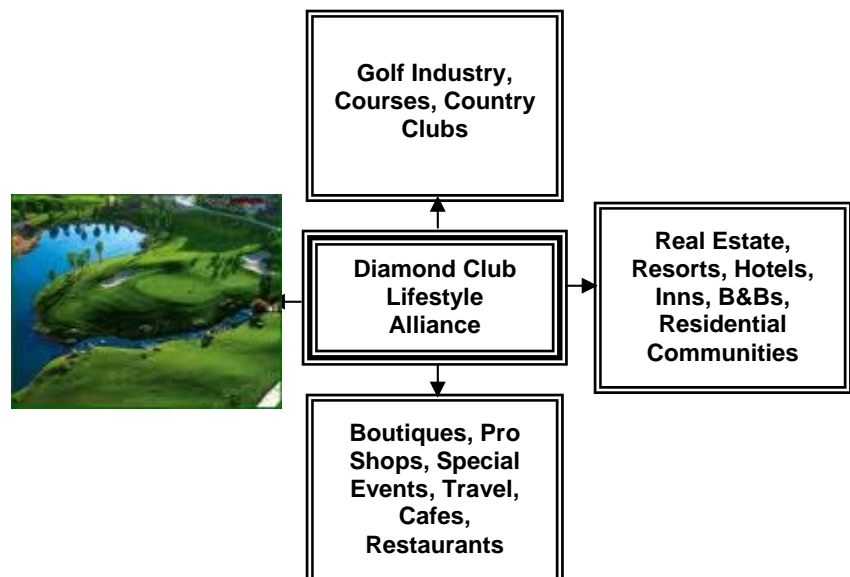 Golf Industry,
Courses, Country
Clubs
Diamond Club
Lifestyle
Alliance
Real Estate,
Resorts, Hotels,
Inns, B&Bs,
Residential
Communities
Boutiques, Pro
Shops, Special
Events, Travel,
Cafes,
Restaurants